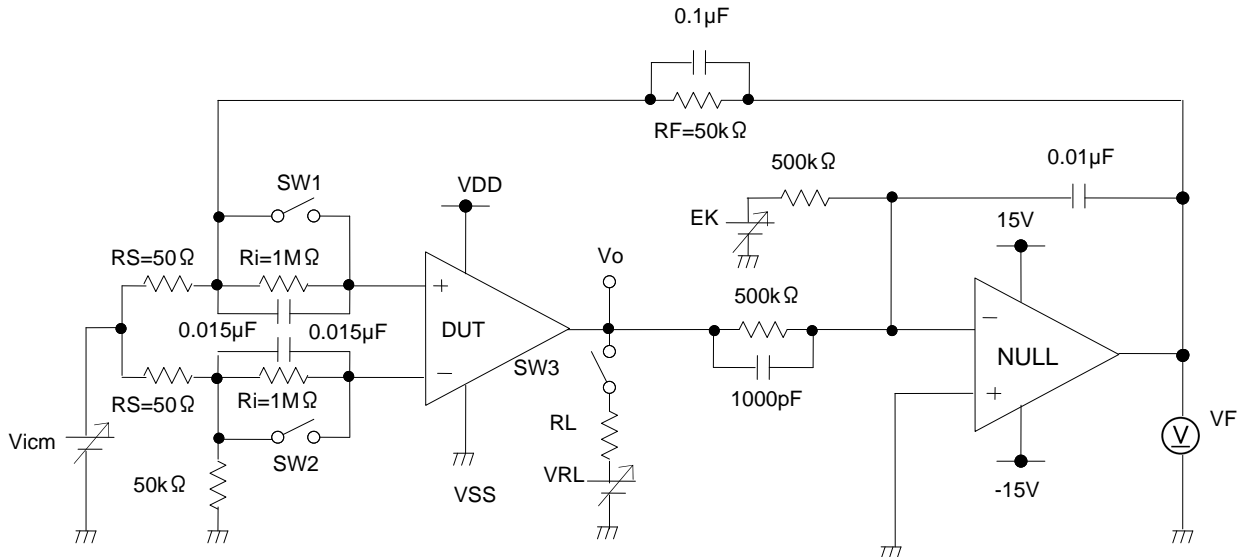 0.1µF
RF=50kΩ
500kΩ
0.01µF
SW1
VDD
EK
15V
RS=50Ω
Ri=1MΩ
Vo
500kΩ
+
0.015µF
0.015µF
DUT
−
NULL
SW3
−
+
RS=50Ω
Ri=1MΩ
1000pF
Vicm
SW2
RL
V
VF
50kΩ
VSS
VRL
-15V